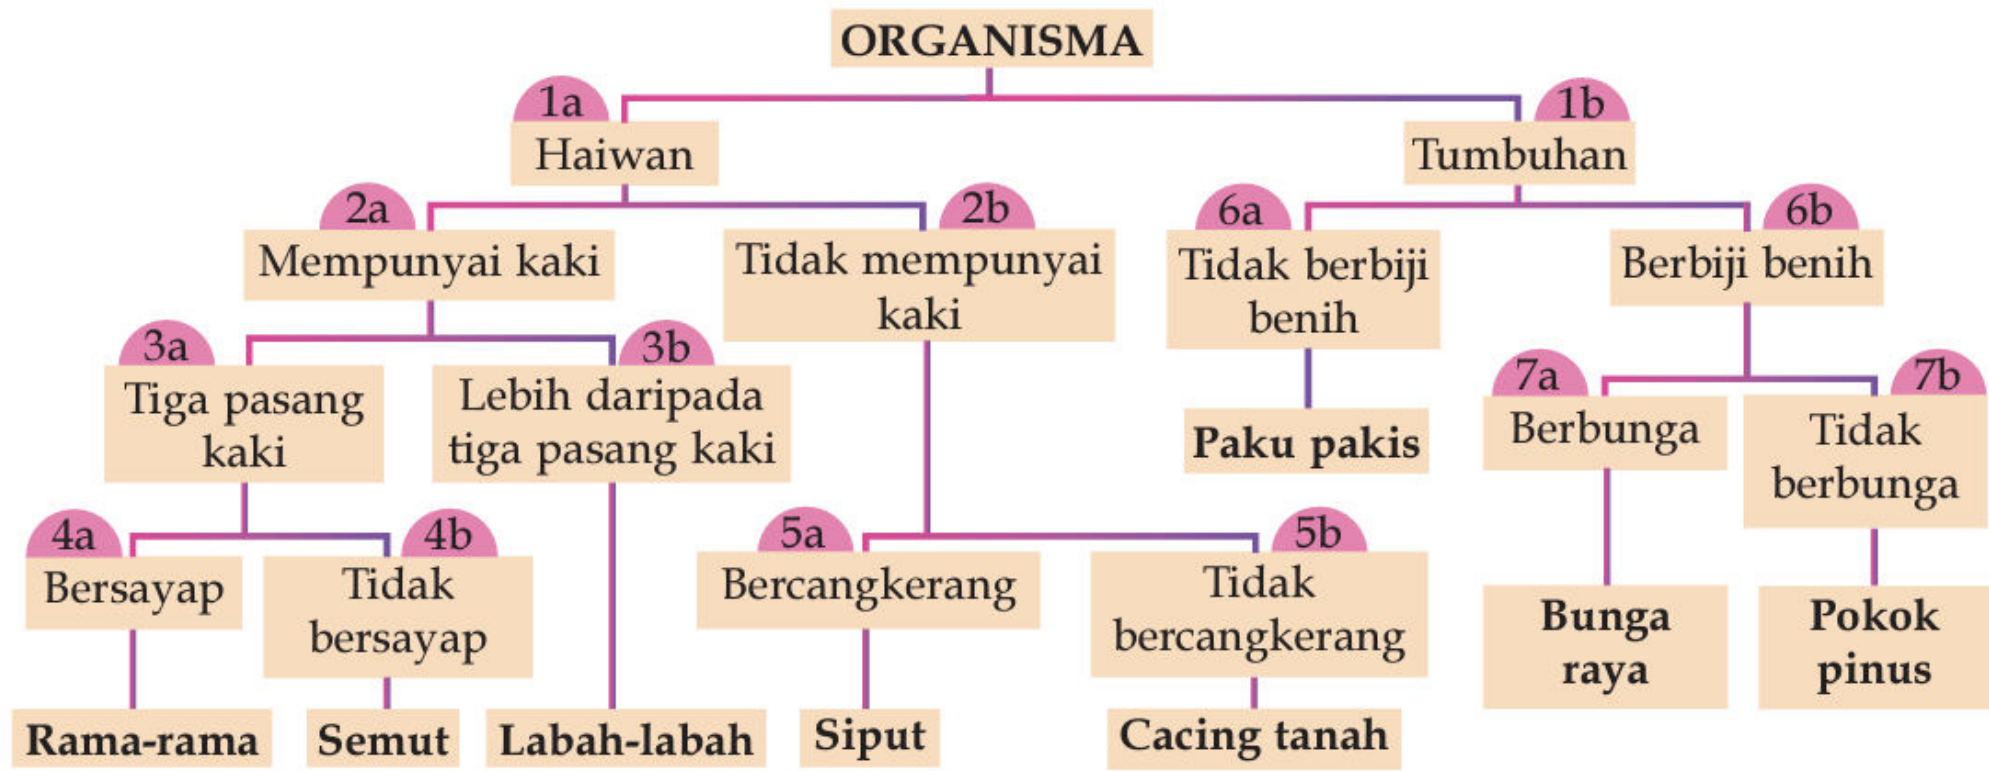 ORGANISMA
1a
1b
Haiwan
Tumbuhan
2a
2b
6a
6b
Mempunyai kaki
Tidak mempunyai
kaki
Tidak berbiji
benih
Berbiji benih
3a
3b
7a
7b
Tiga pasang
kaki
Lebih daripada
tiga pasang kaki
Paku pakis
Berbunga
Tidak
berbunga
4a
4b
5a
5b
Bersayap
Tidak
bersayap
Bercangkerang
Tidak
bercangkerang
Bunga
raya
Pokok
pinus
Rama-rama
Semut
Labah-labah
Siput
Cacing tanah